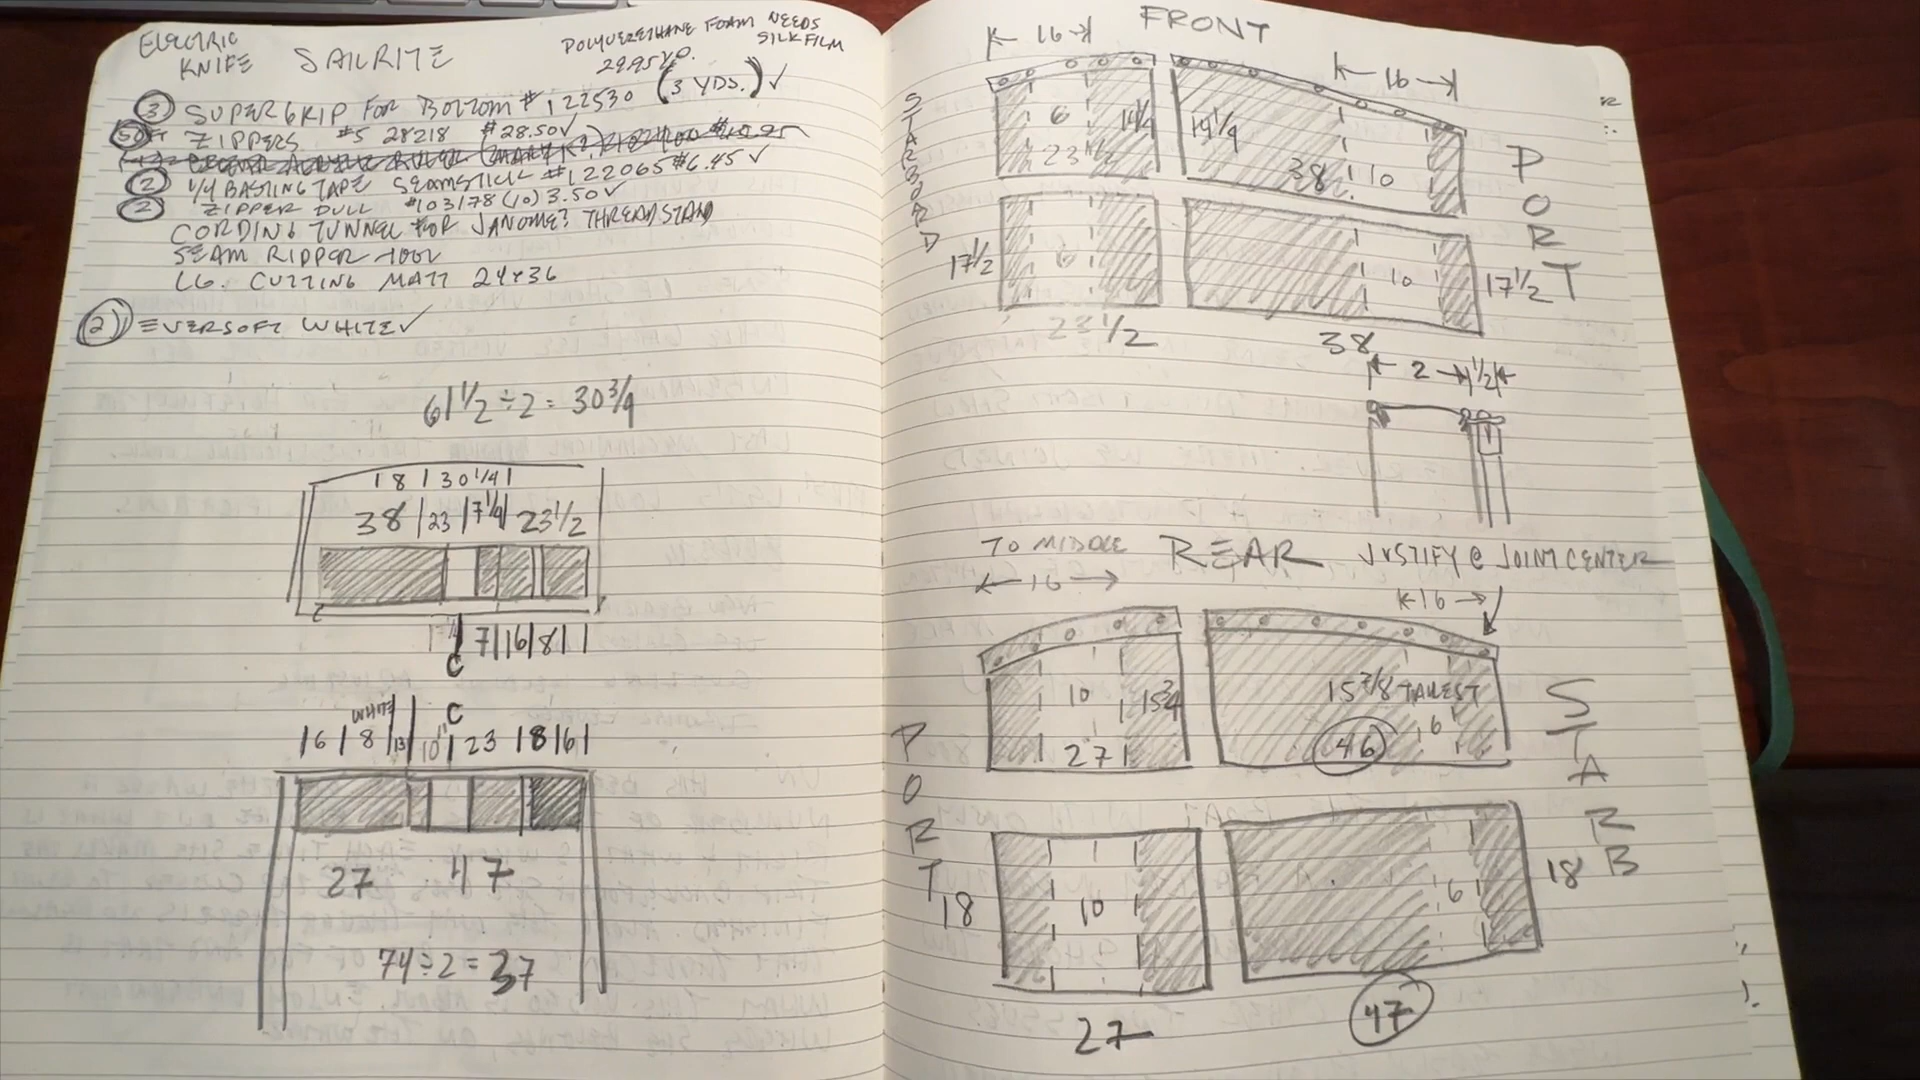 ELECTRIC
KNIFE
SAILRITE
POLYURETHANE FOAM NEEDS
SILK FILM
29.95 YD.
(3) SUPERGRIP FOR BOTTOM #122530 (3 YDS.) ✓
ZIPPERS #5 28218 $28.50 ✓
(2) 1/4 BASTING TAPE SEAMSTICK #122065 $6.45 ✓
(2) ZIPPER PULL #103178 (10) 3.50 ✓
CORDING TUNNEL FOR JANOME? THREAD STAND
SEAM RIPPER TOOL
LG. CUTTING MATT 24x36
(2) EVERSOFT WHITE ✓
61 1/2 ÷ 2 = 30 3/4
| 8 | 30 1/4 |
38 | 23 | 7 1/4 | 23 1/2
7 | 16 | 8 |
C
WHITE
C
| 6 | 8 | 13 | 10 | 23 | 8 | 6 |
27 47
74 ÷ 2 = 37
FRONT
16
16
STARBOARD
6
14 1/4
23 1/2
14 1/4
38
10
PORT
17 1/2
6
10
17 1/2
23 1/2
38
2
1/2
TO MIDDLE
REAR
JUSTIFY @ JOINT CENTER
16
16
PORT
10
15 3/4
27
15 7/8 TALLEST
46
6
STARB
18
10
6
18
27
47